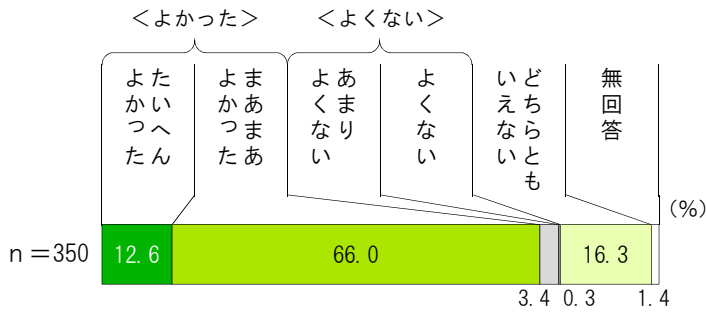 ＜よかった＞ ＜よくない＞
たいへん
よかった
まあまあ
よかった
あまり
よくない
よくない
どちらとも
いえない
無回答
(%)
n＝350 12.6 66.0 16.3
3.4 0.3 1.4